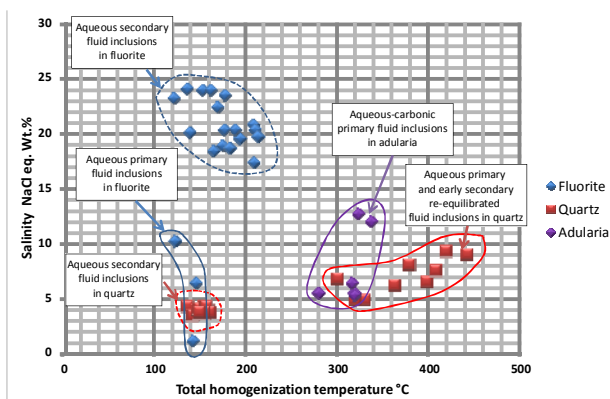 30
25
20
15
10
5
0
Salinity NaCl eq. Wt.%
Aqueous secondary
fluid inclusions
in fluorite
Aqueous primary
fluid inclusions
in fluorite
Aqueous secondary
fluid inclusions
in quartz
Aqueous-carbonic
primary fluid inclusions
in adularia
Aqueous primary
and early secondary
re-equilibrated
fluid inclusions in quartz
Fluorite
Quartz
Adularia
0 100 200 300 400 500
Total homogenization temperature °C